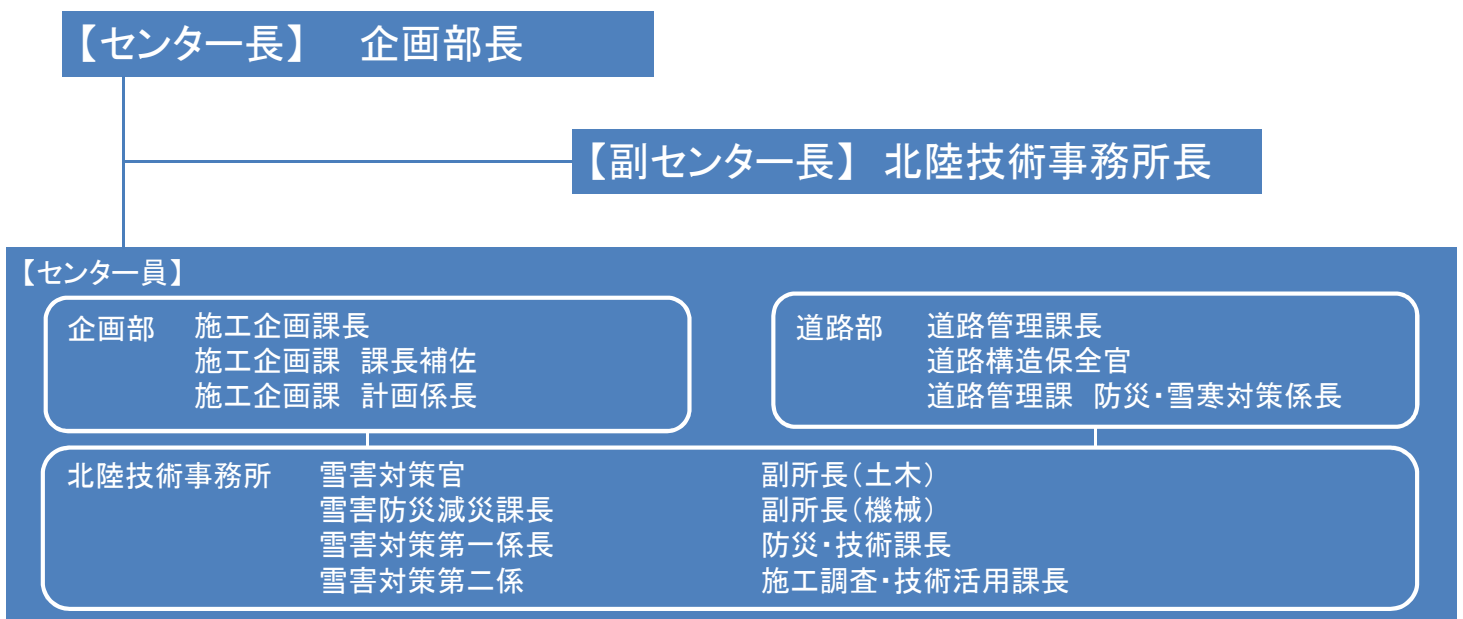 【センター長】　企画部長
【副センター長】 北陸技術事務所長
【センター員】
企画部　施工企画課長
施工企画課　課長補佐
施工企画課　計画係長
道路部　道路管理課長
道路構造保全官
道路管理課　防災・雪寒対策係長
北陸技術事務所　雪害対策官
雪害防災減災課長
雪害対策第一係長
雪害対策第二係
副所長（土木）
副所長（機械）
防災・技術課長
施工調査・技術活用課長